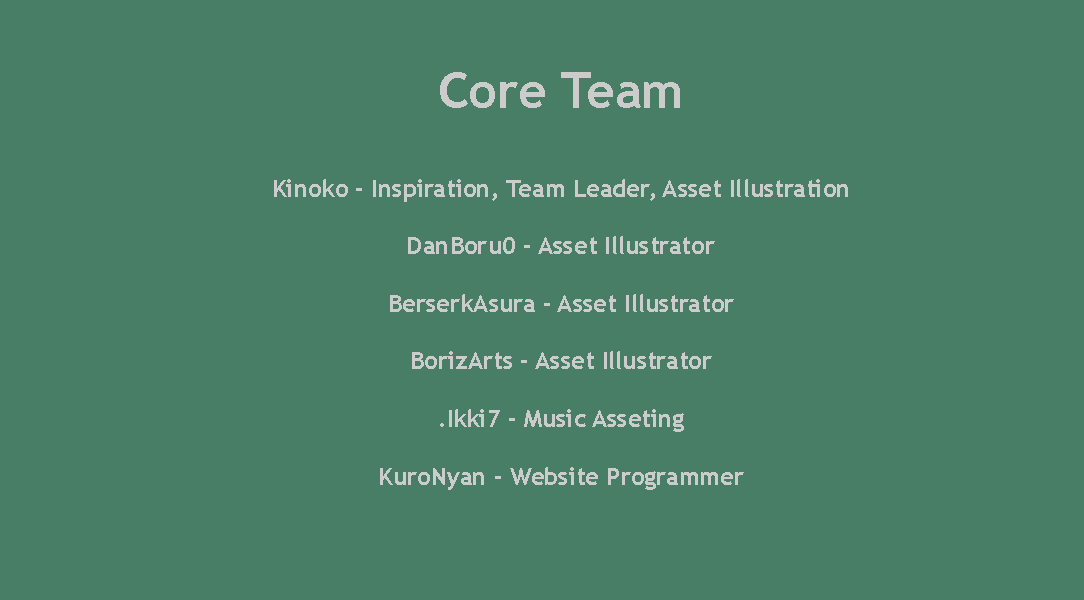 Core Team
Kinoko - Inspiration, Team Leader, Asset Illustration
DanBoru0 - Asset Illustrator
BerserkAsura - Asset Illustrator
BorizArts - Asset Illustrator
.Ikki7 - Music Asseting
KuroNyan - Website Programmer